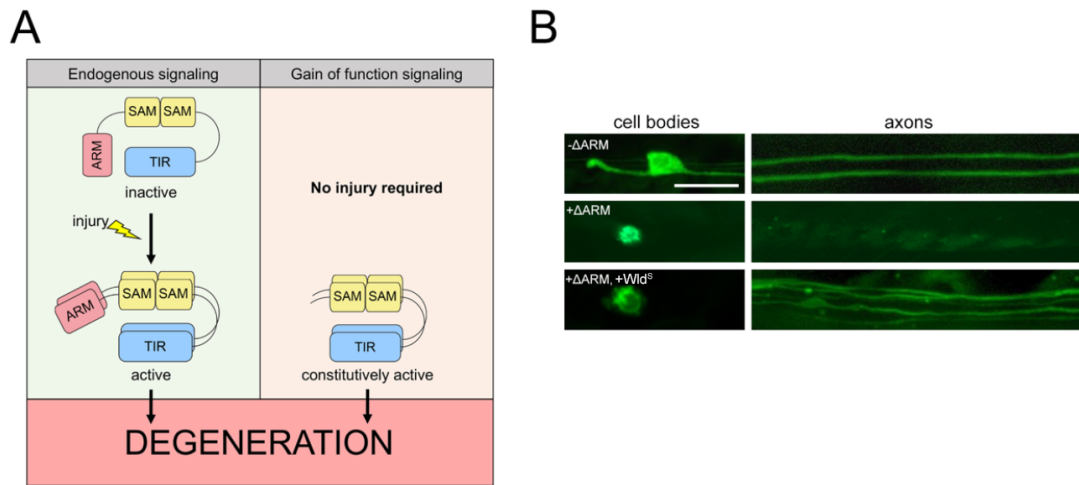 A
Endogenous signaling
Gain of function signaling
SAM SAM
ARM
TIR
inactive
injury
No injury required
ARM
SAM SAM
TIR
active
SAM SAM
TIR
constitutively active
DEGENERATION
B
cell bodies
axons
-ΔARM
+ΔARM
+ΔARM, +Wldˢ